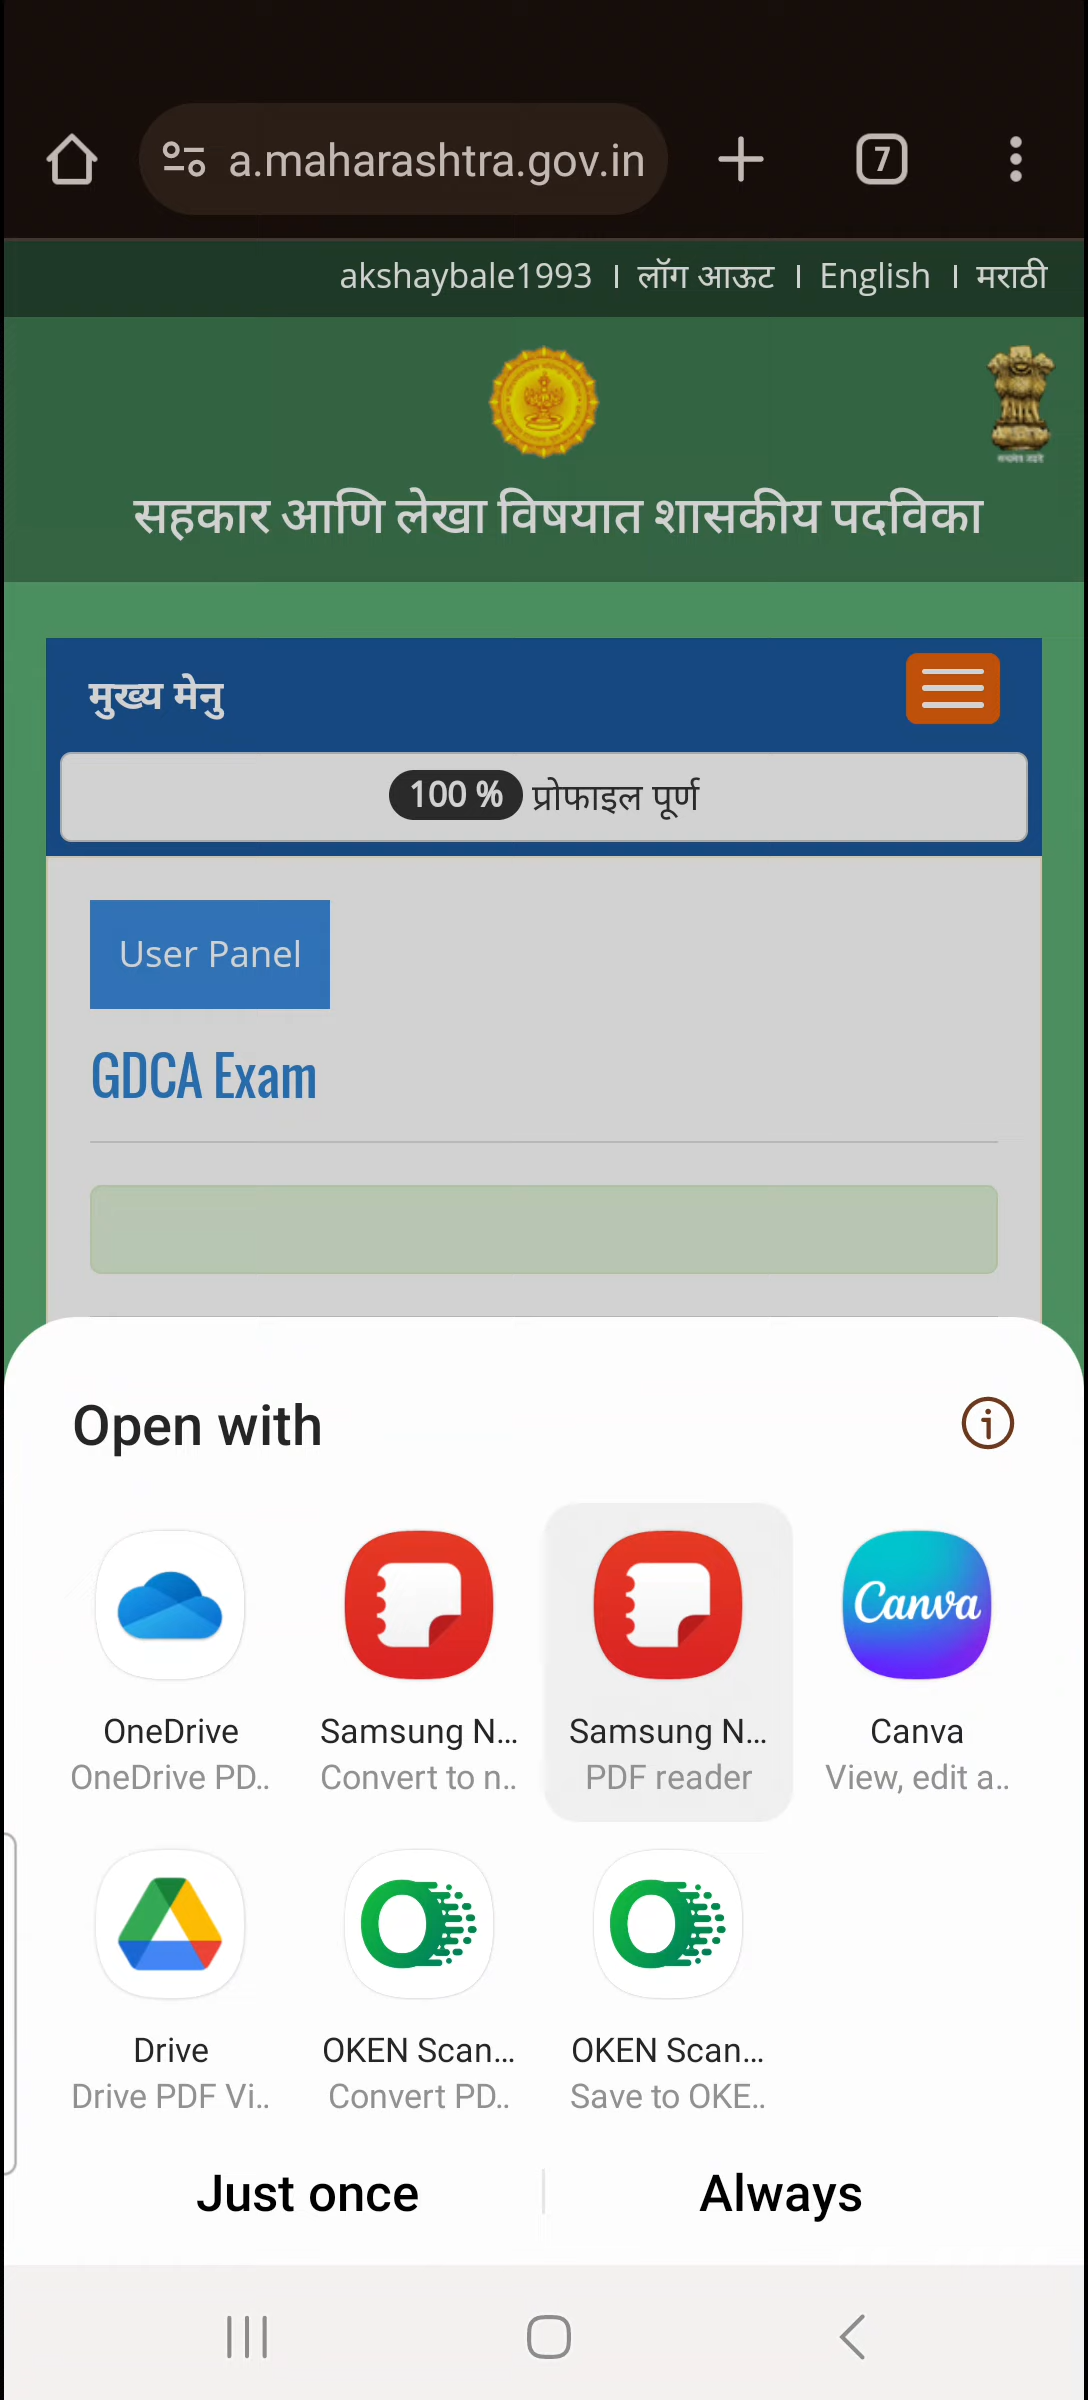 a.maharashtra.gov.in
7
akshaybale1993 | लॉग आऊट | English | मराठी
सहकार आणि लेखा विषयात शासकीय पदविका
मुख्य मेनु
100 % प्रोफाइल पूर्ण
User Panel
GDCA Exam
Open with
OneDrive
OneDrive PD..
Samsung N...
Convert to n..
Samsung N...
PDF reader
Canva
Canva
View, edit a..
Drive
Drive PDF Vi..
OKEN Scan...
Convert PD..
OKEN Scan...
Save to OKE..
Just once
Always